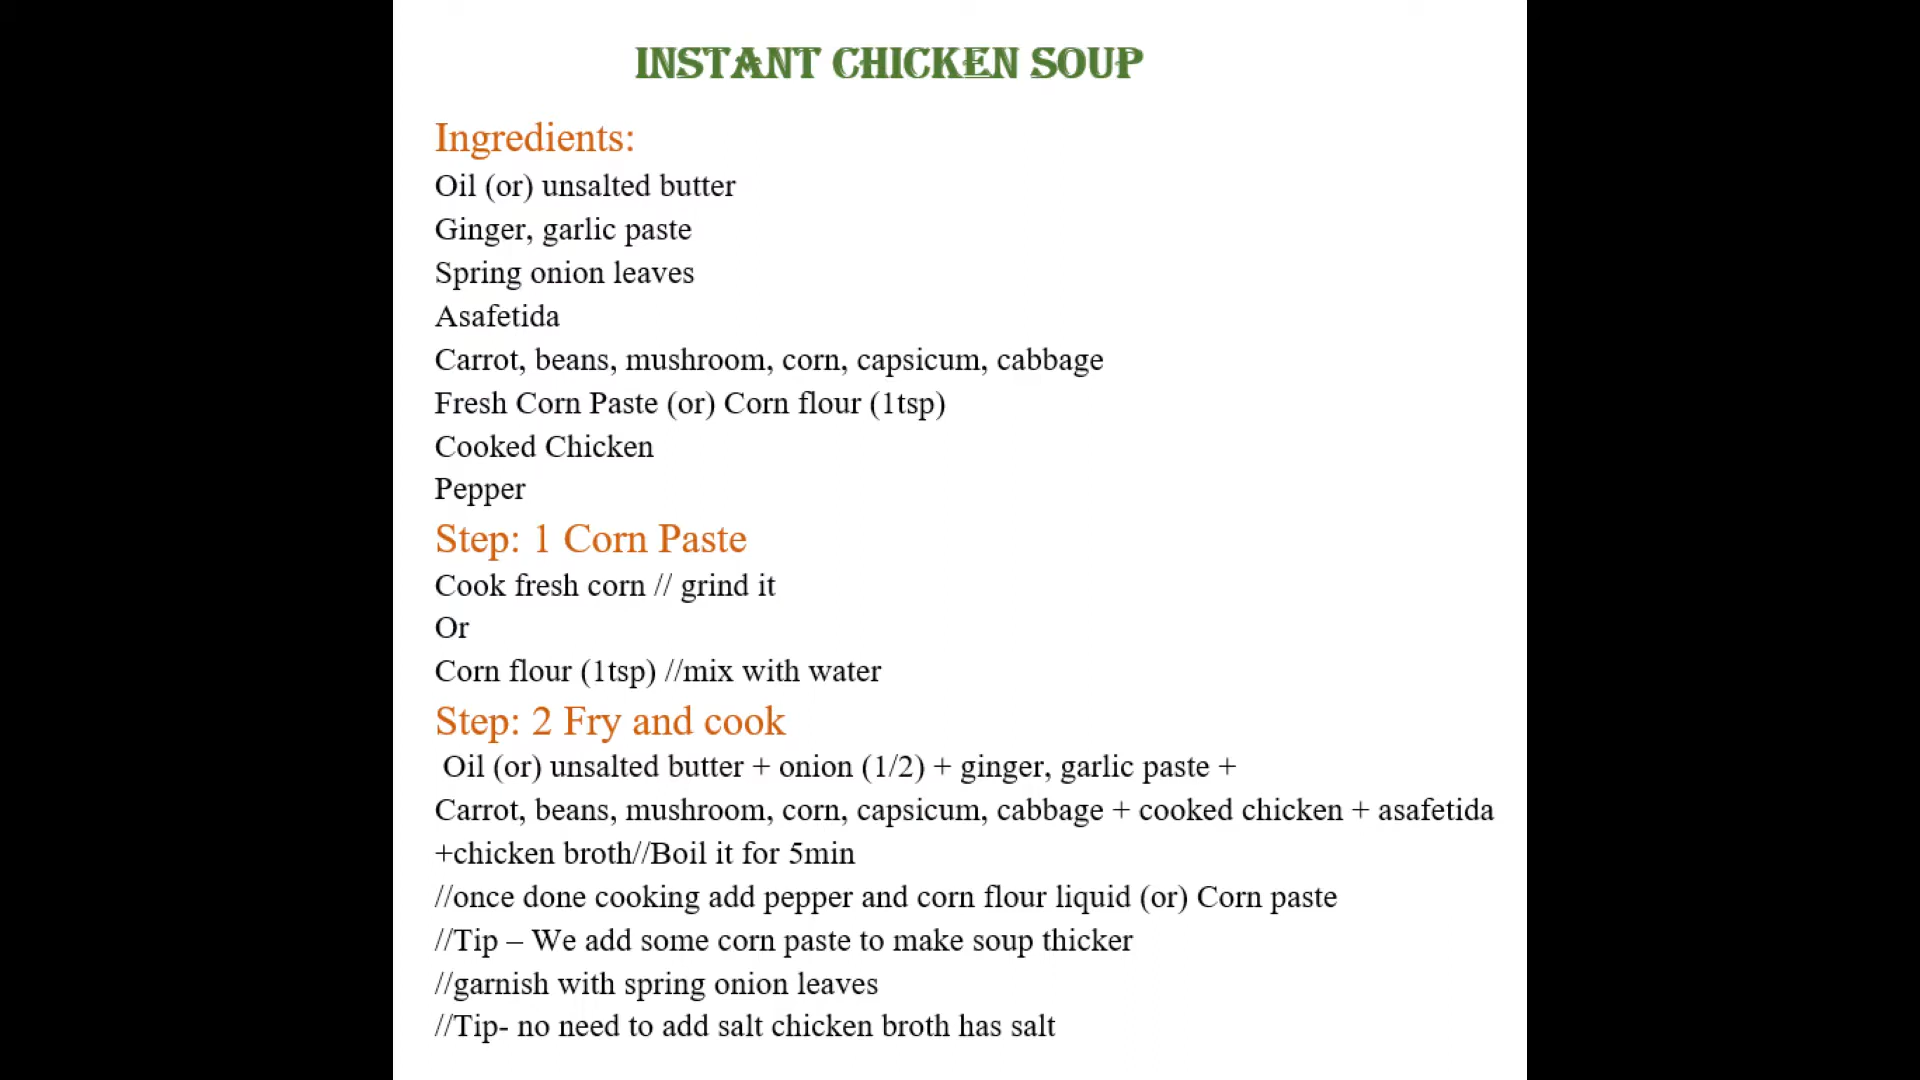 INSTANT CHICKEN SOUP
Ingredients:
Oil (or) unsalted butter
Ginger, garlic paste
Spring onion leaves
Asafetida
Carrot, beans, mushroom, corn, capsicum, cabbage
Fresh Corn Paste (or) Corn flour (1tsp)
Cooked Chicken
Pepper
Step: 1 Corn Paste
Cook fresh corn // grind it
Or
Corn flour (1tsp) //mix with water
Step: 2 Fry and cook
Oil (or) unsalted butter + onion (1/2) + ginger, garlic paste +
Carrot, beans, mushroom, corn, capsicum, cabbage + cooked chicken + asafetida
+chicken broth//Boil it for 5min
//once done cooking add pepper and corn flour liquid (or) Corn paste
//Tip – We add some corn paste to make soup thicker
//garnish with spring onion leaves
//Tip- no need to add salt chicken broth has salt